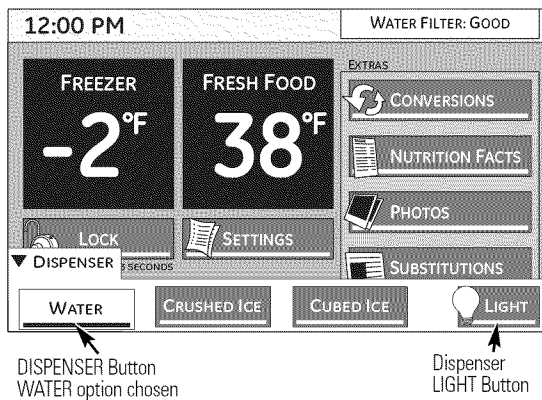 12:00 PM
WATER FILTER: GOOD
FREEZER
-2°F
FRESH FOOD
38°F
EXTRAS
CONVERSIONS
NUTRITION FACTS
PHOTOS
SUBSTITUTIONS
LOCK
3 SECONDS
SETTINGS
▼ DISPENSER
WATER
CRUSHED ICE
CUBED ICE
LIGHT
DISPENSER Button
WATER option chosen
Dispenser
LIGHT Button